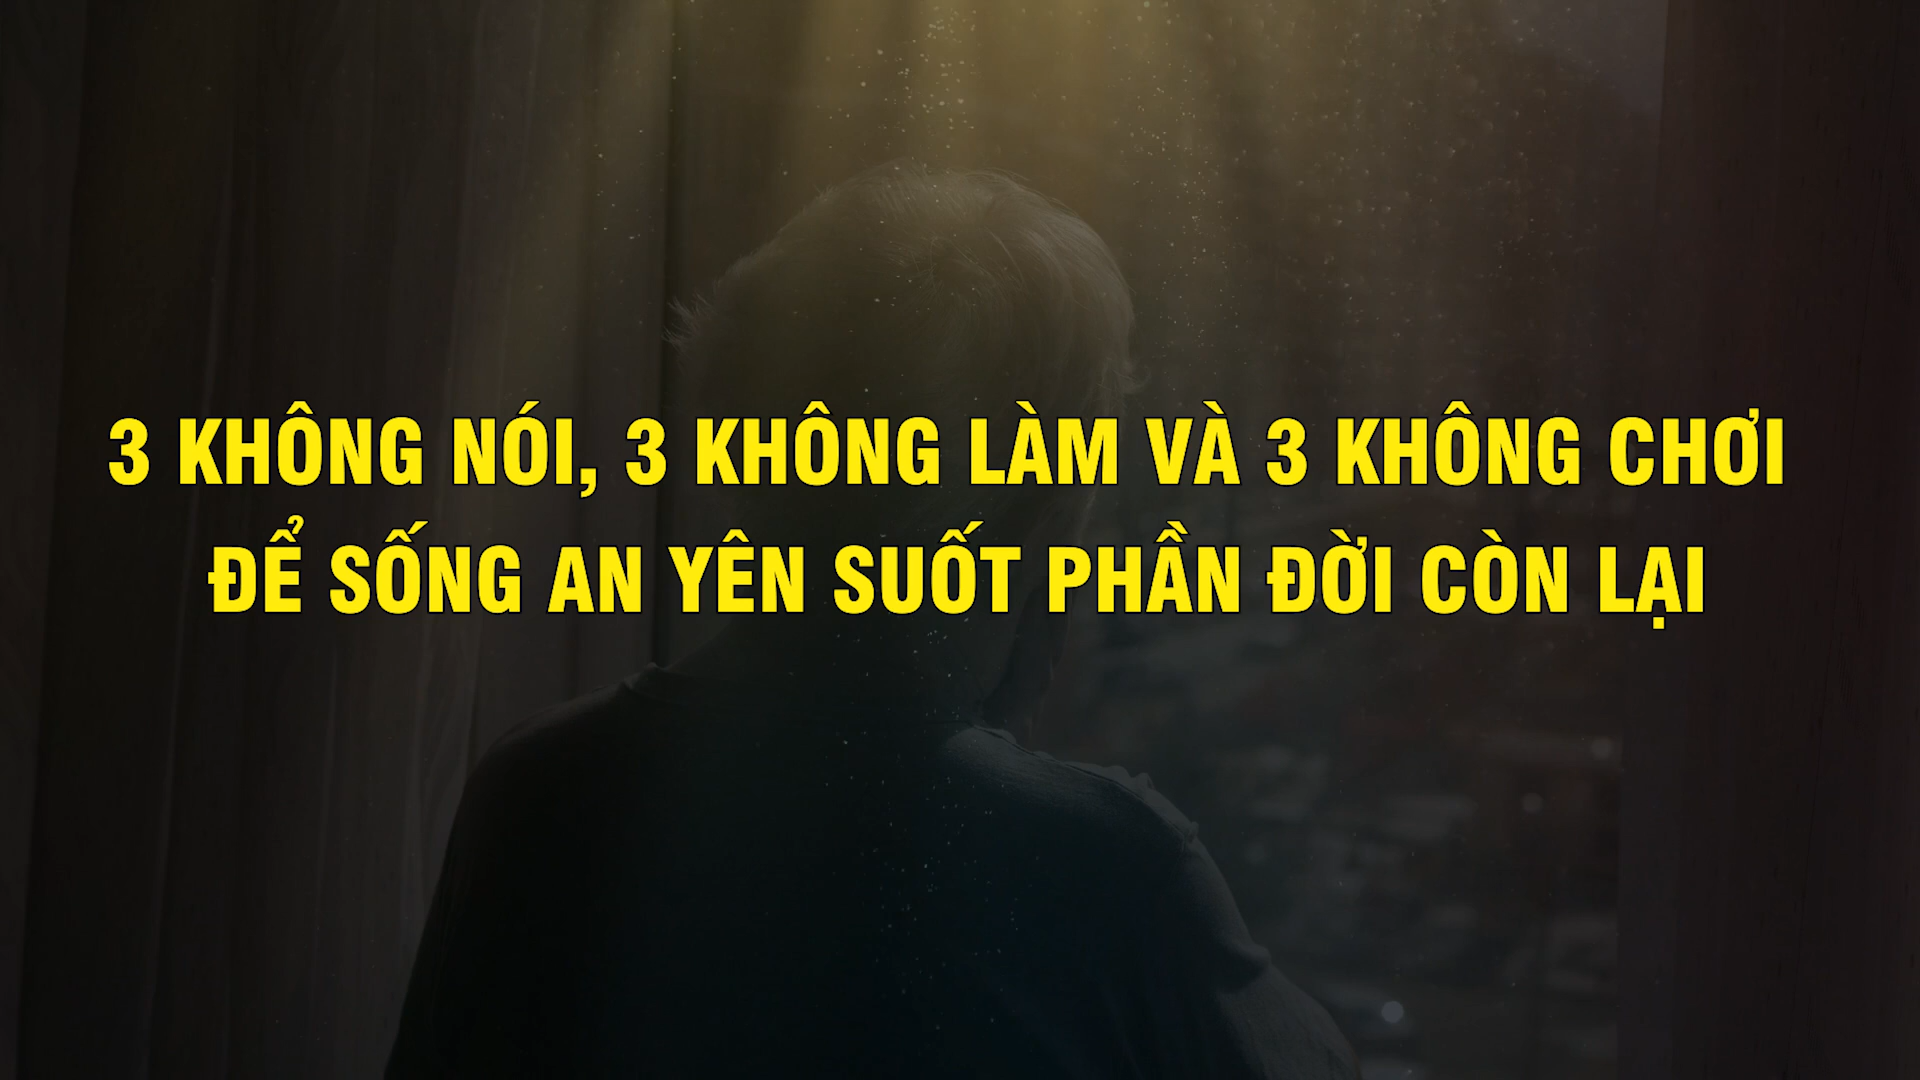 3 KHÔNG NÓI, 3 KHÔNG LÀM VÀ 3 KHÔNG CHƠI
ĐỂ SỐNG AN YÊN SUỐT PHẦN ĐỜI CÒN LẠI